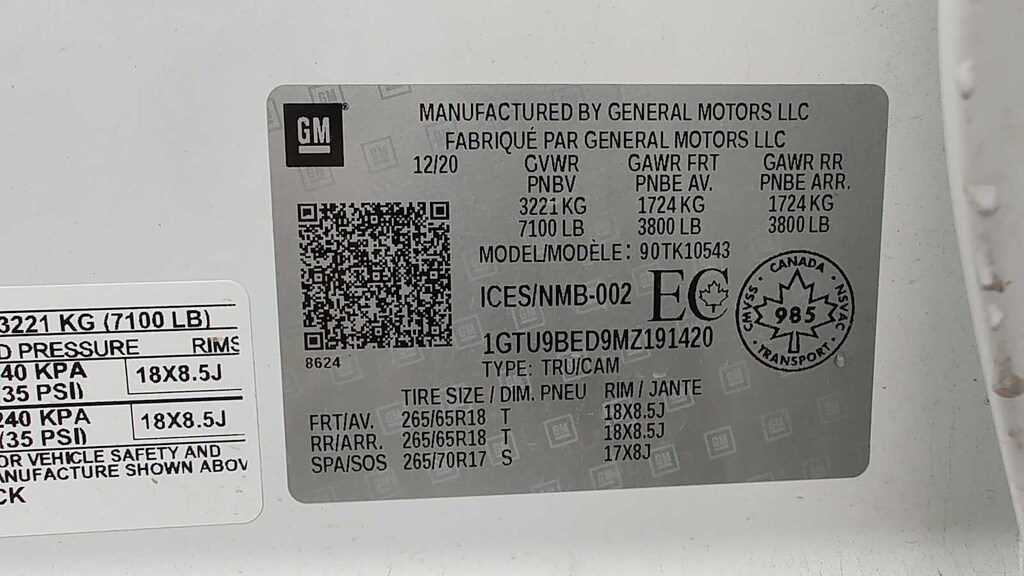 GM
MANUFACTURED BY GENERAL MOTORS LLC
FABRIQUÉ PAR GENERAL MOTORS LLC
12/20 GVWR GAWR FRT GAWR RR
PNBV PNBE AV. PNBE ARR.
3221 KG 1724 KG 1724 KG
7100 LB 3800 LB 3800 LB
MODEL/MODÈLE: 90TK10543
ICES/NMB-002 EC
CANADA
CMVSS 985 NSVAC
TRANSPORT
1GTU9BED9MZ191420
8624
TYPE: TRU/CAM
TIRE SIZE / DIM. PNEU RIM / JANTE
FRT/AV. 265/65R18 T 18X8.5J
RR/ARR. 265/65R18 T 18X8.5J
SPA/SOS 265/70R17 S 17X8J
3221 KG (7100 LB)
D PRESSURE RIMS
240 KPA 18X8.5J
(35 PSI)
240 KPA 18X8.5J
(35 PSI)
OR VEHICLE SAFETY AND
ANUFACTURE SHOWN ABOV
CK